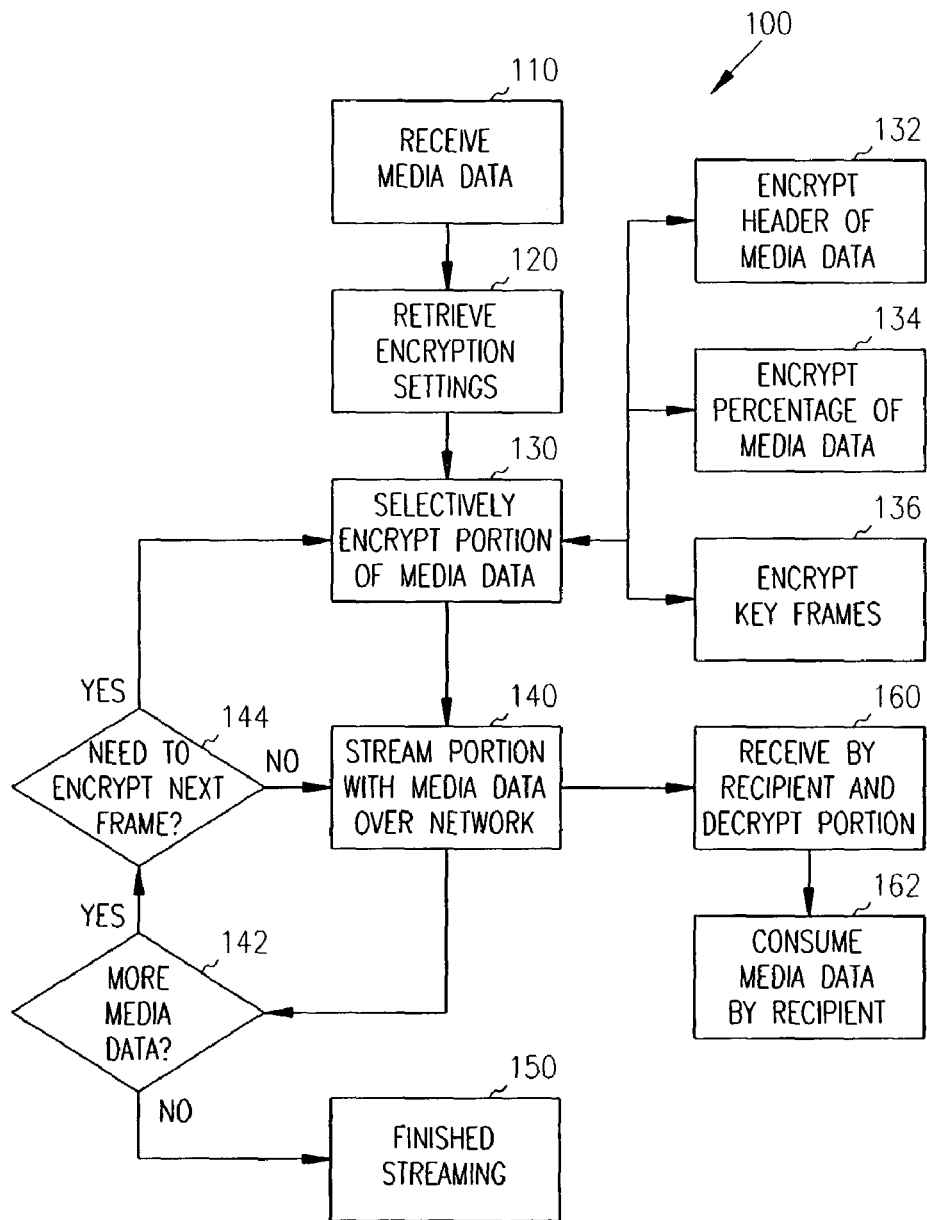 100
110
RECEIVE
MEDIA DATA
132
ENCRYPT
HEADER OF
MEDIA DATA
120
RETRIEVE
ENCRYPTION
SETTINGS
134
ENCRYPT
PERCENTAGE OF
MEDIA DATA
130
SELECTIVELY
ENCRYPT PORTION
OF MEDIA DATA
136
ENCRYPT
KEY FRAMES
YES
144
NEED TO
ENCRYPT NEXT
FRAME?
NO
140
STREAM PORTION
WITH MEDIA DATA
OVER NETWORK
160
RECEIVE BY
RECIPIENT AND
DECRYPT PORTION
YES
142
MORE
MEDIA
DATA?
NO
162
CONSUME
MEDIA DATA
BY RECIPIENT
150
FINISHED
STREAMING